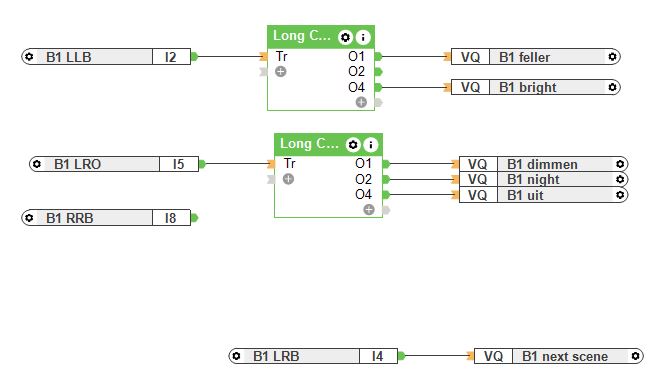 Long C... i
B1 LLB I2 Tr O1 VQ B1 feller
O2
O4 VQ B1 bright
Long C... i
B1 LRO I5 Tr O1 VQ B1 dimmen
O2 VQ B1 night
O4 VQ B1 uit
B1 RRB I8
B1 LRB I4 VQ B1 next scene